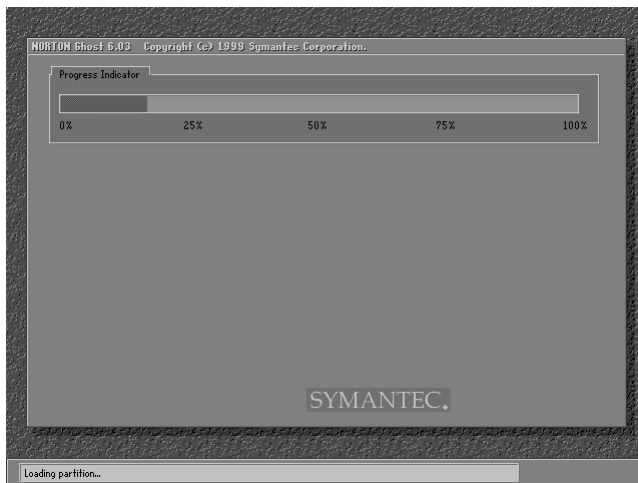 NORTON Ghost 6.03 Copyright (c) 1999 Symantec Corporation.
Progress Indicator
0% 25% 50% 75% 100%
SYMANTEC.
Loading partition...